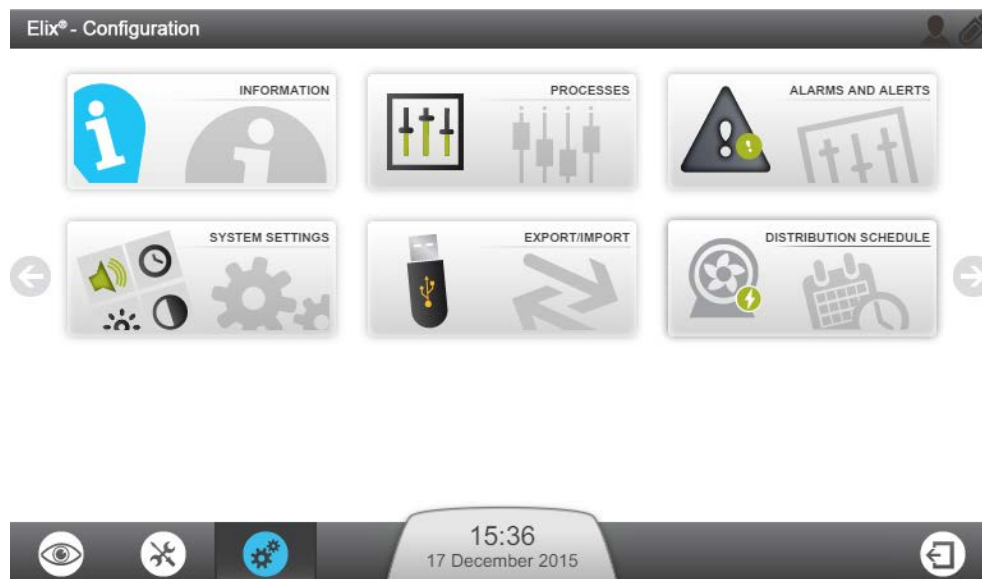 Elix® - Configuration
INFORMATION
PROCESSES
ALARMS AND ALERTS
SYSTEM SETTINGS
EXPORT/IMPORT
DISTRIBUTION SCHEDULE
15:36
17 December 2015